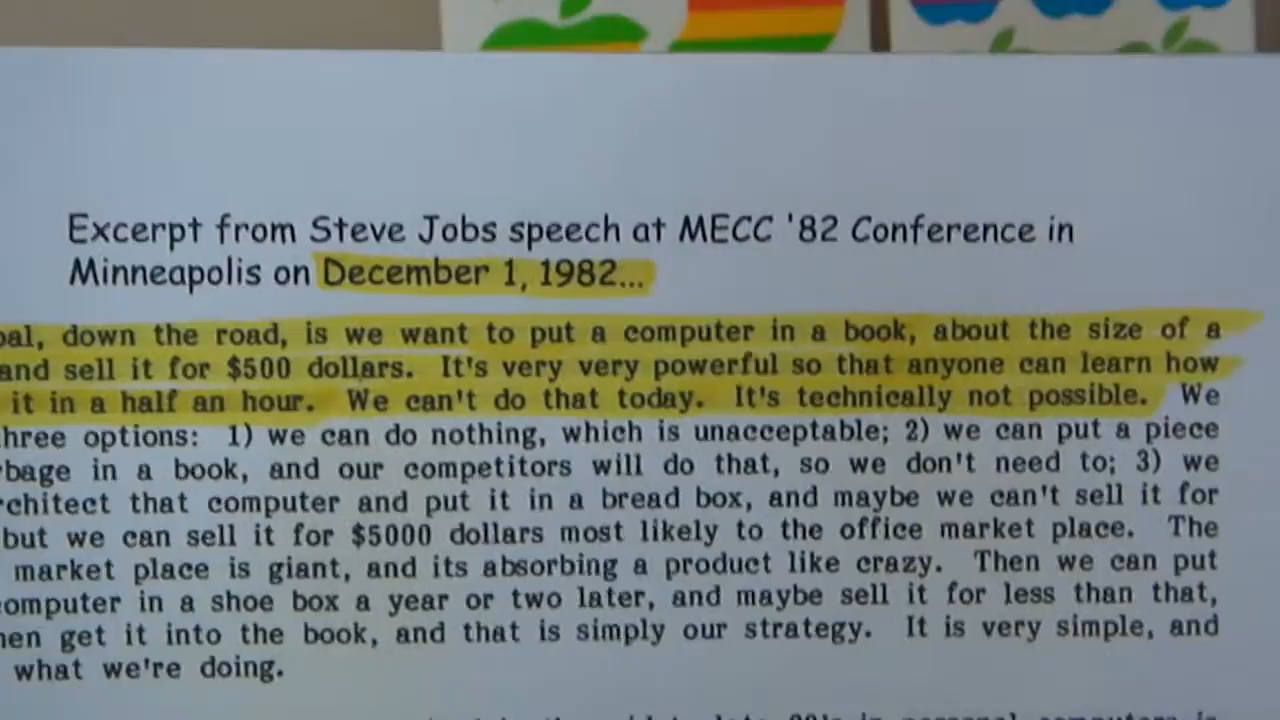 Excerpt from Steve Jobs speech at MECC '82 Conference in
Minneapolis on December 1, 1982...
down the road, is we want to put a computer in a book, about the size of a
and sell it for $500 dollars. It's very very powerful so that anyone can learn how
it in a half an hour. We can't do that today. It's technically not possible. We
three options: 1) we can do nothing, which is unacceptable; 2) we can put a piece
in a book, and our competitors will do that, so we don't need to; 3) we
that computer and put it in a bread box, and maybe we can't sell it for
but we can sell it for $5000 dollars most likely to the office market place. The
market place is giant, and its absorbing a product like crazy. Then we can put
computer in a shoe box a year or two later, and maybe sell it for less than that,
get it into the book, and that is simply our strategy. It is very simple, and
what we're doing.